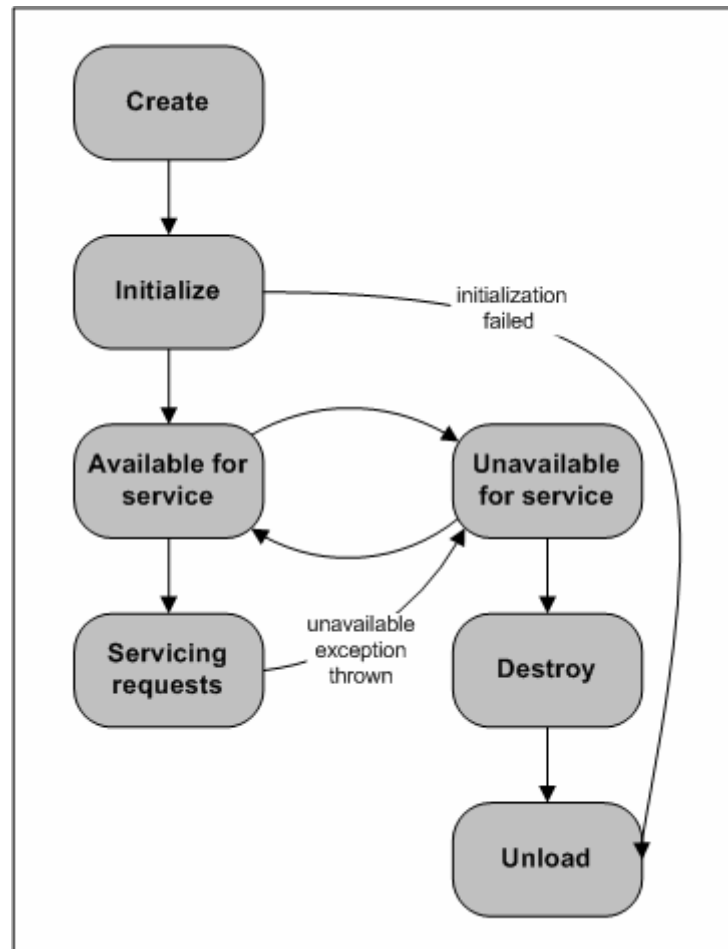 Create
Initialize
initialization
failed
Available for
service
Unavailable
for service
Servicing
requests
unavailable
exception
thrown
Destroy
Unload